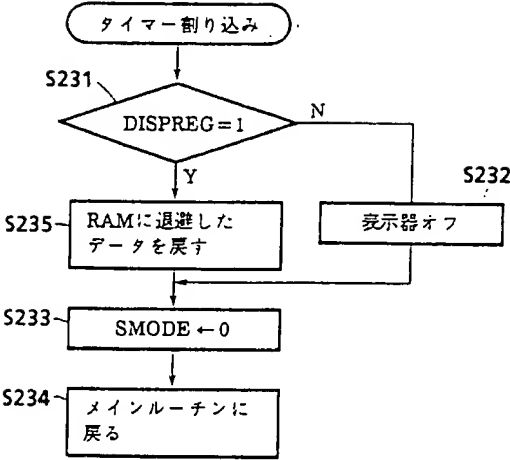 タイマー割り込み
S231
DISPREG=1
N
Y
S232
S235
RAMに退避した
データを戻す
表示器オフ
S233
SMODE←0
S234
メインルーチンに
戻る